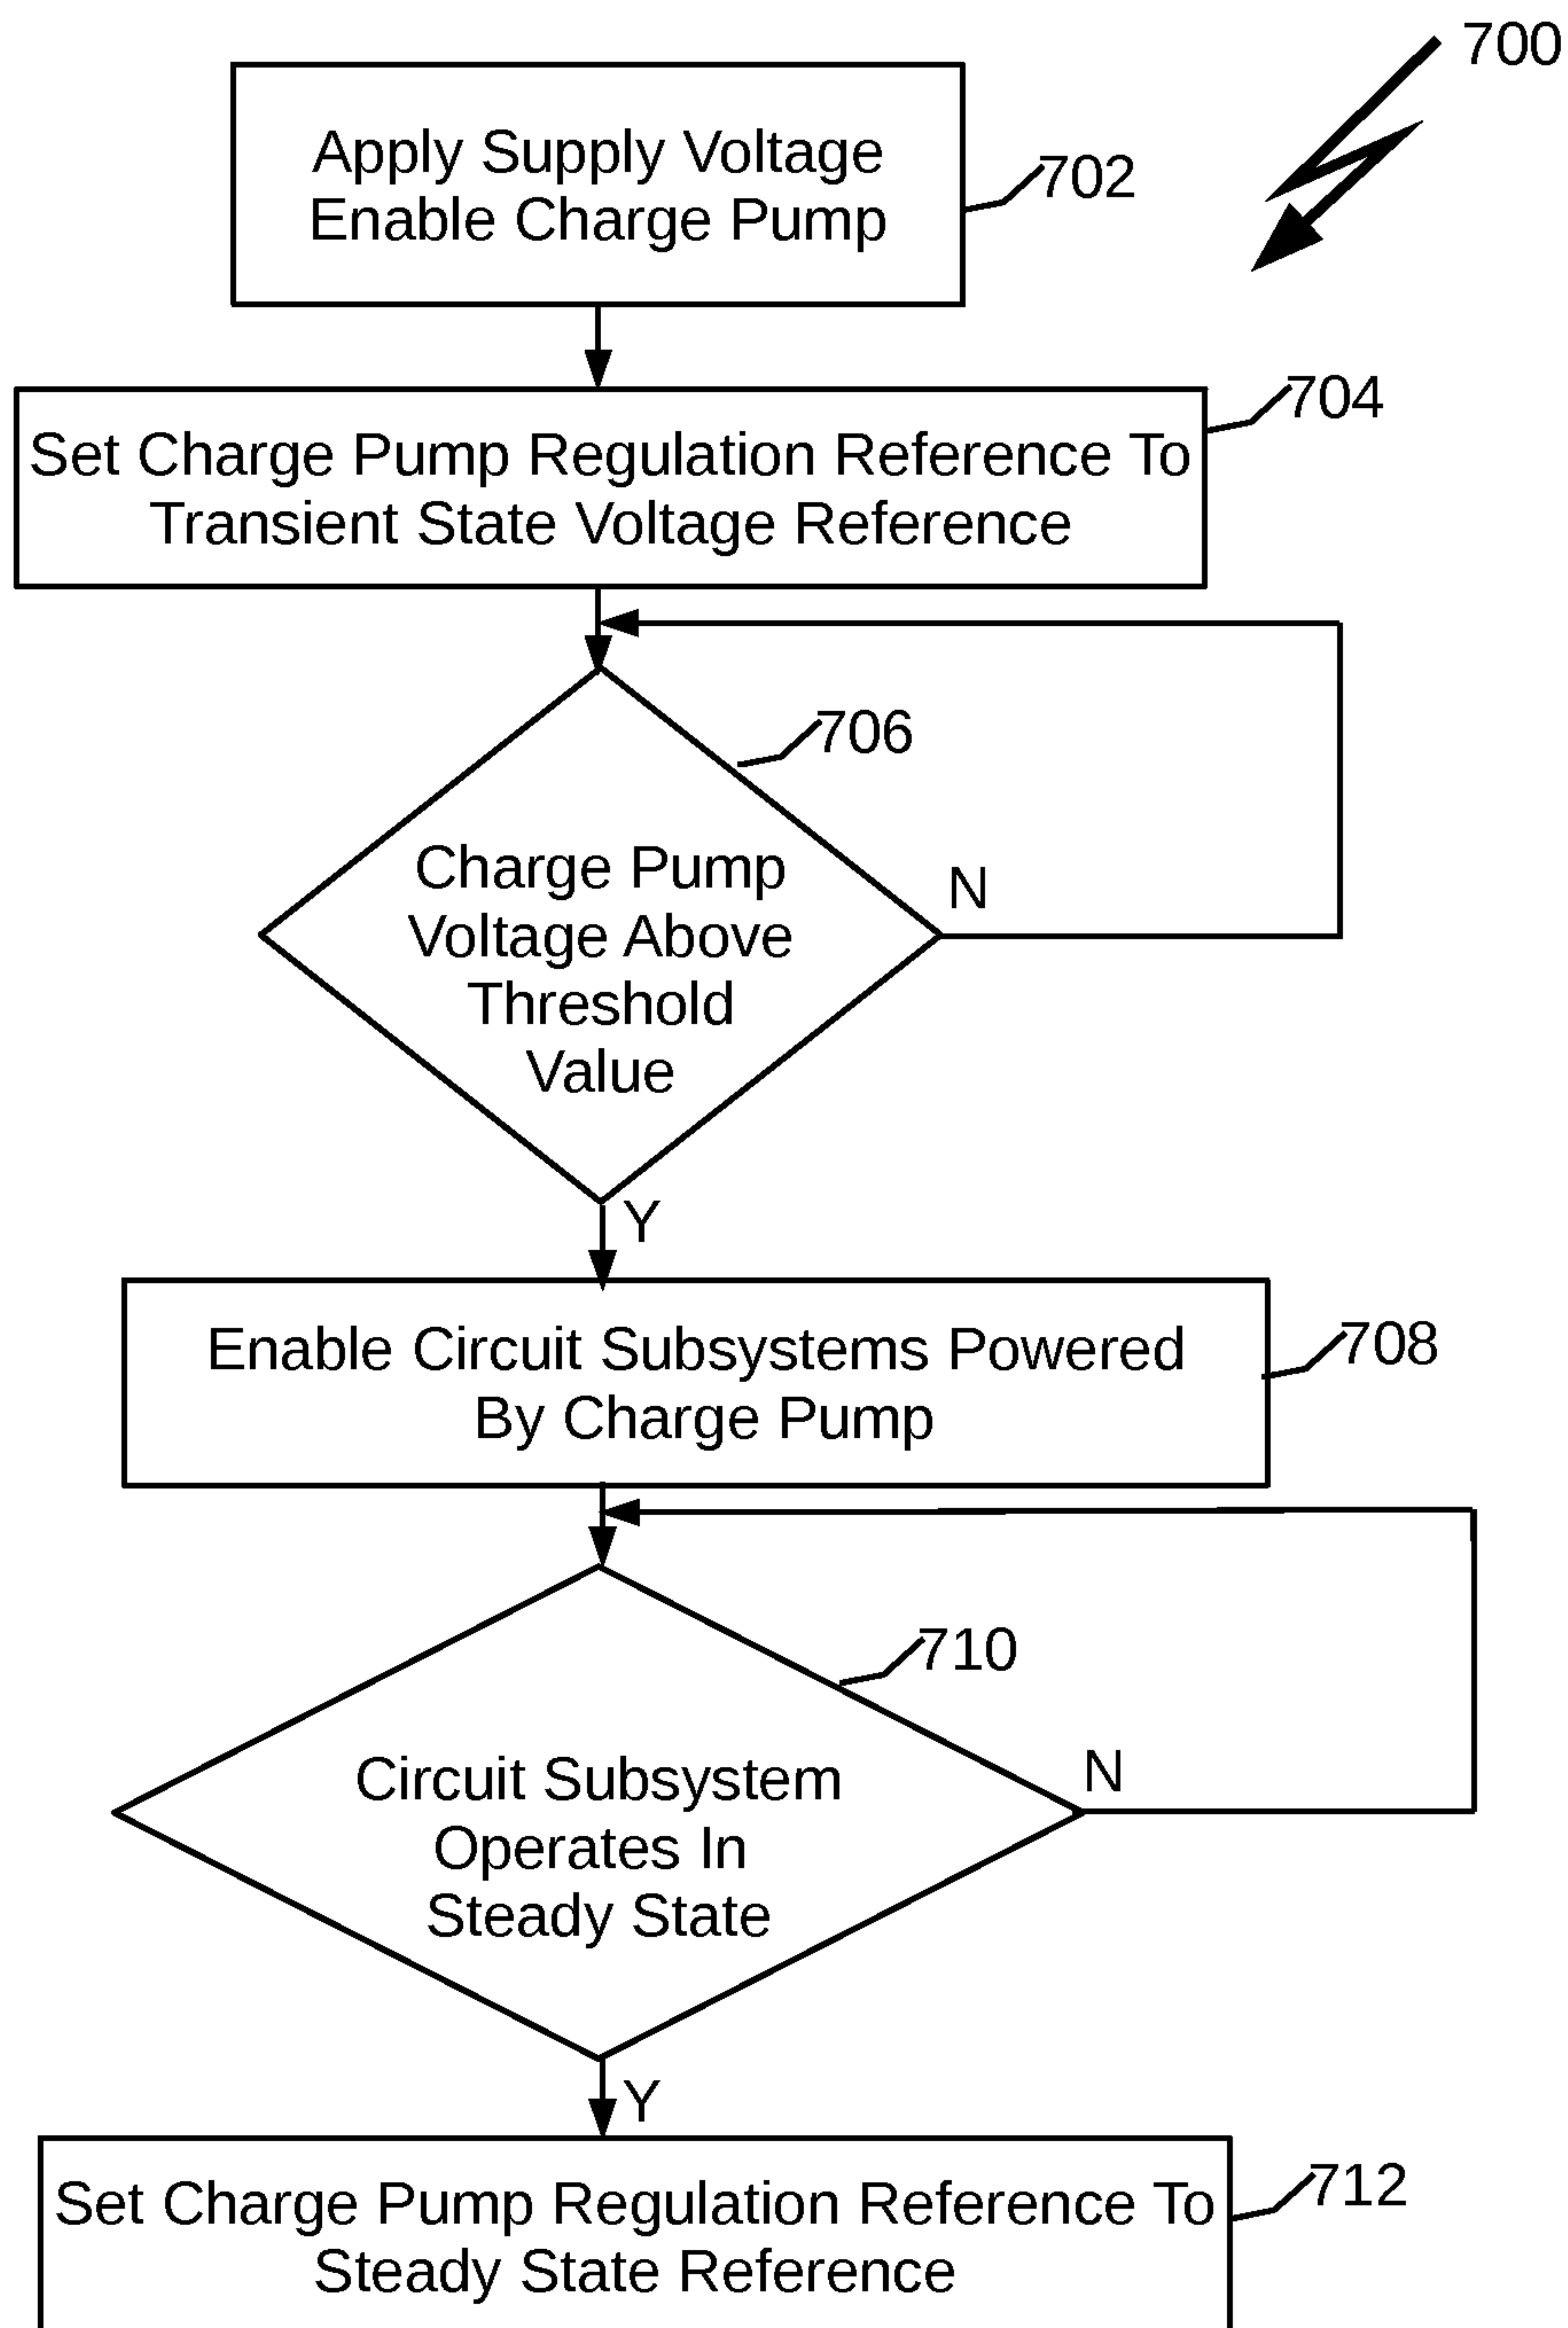 700
Apply Supply Voltage
Enable Charge Pump
702
704
Set Charge Pump Regulation Reference To
Transient State Voltage Reference
706
Charge Pump
Voltage Above
Threshold
Value
N
Y
Enable Circuit Subsystems Powered
By Charge Pump
708
710
Circuit Subsystem
Operates In
Steady State
N
Y
Set Charge Pump Regulation Reference To
Steady State Reference
712